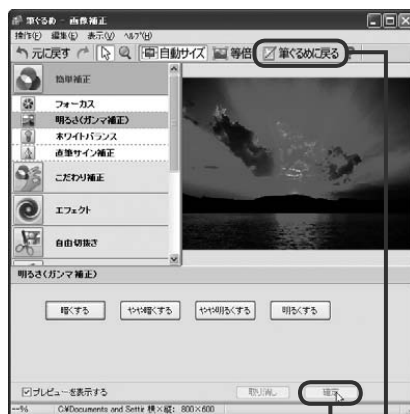 筆ぐるめ - 画像補正
操作(F) 編集(E) 表示(V) ヘルプ(H)
元に戻す 自動サイズ 等倍 筆ぐるめに戻る
簡単補正
フォーカス
明るさ(ガンマ補正)
ホワイトバランス
直筆サイン補正
こだわり補正
エフェクト
自由切抜き
明るさ(ガンマ補正)
暗くする やや暗くする やや明るくする 明るくする
プレビューを表示する 取り消し 確定
--% C:¥Documents and Settin 横×縦: 800×600